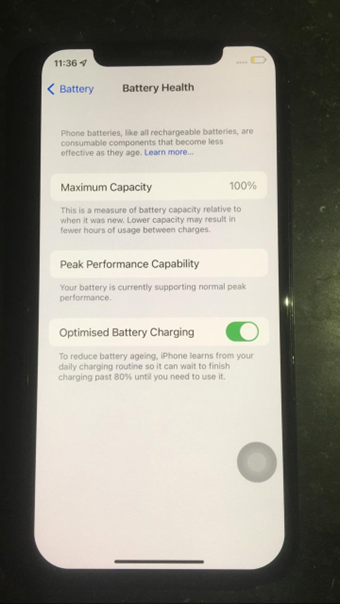 11:36
Battery
Battery Health
Phone batteries, like all rechargeable batteries, are
consumable components that become less
effective as they age. Learn more...
Maximum Capacity 100%
This is a measure of battery capacity relative to
when it was new. Lower capacity may result in
fewer hours of usage between charges.
Peak Performance Capability
Your battery is currently supporting normal peak
performance.
Optimised Battery Charging
To reduce battery ageing, iPhone learns from your
daily charging routine so it can wait to finish
charging past 80% until you need to use it.